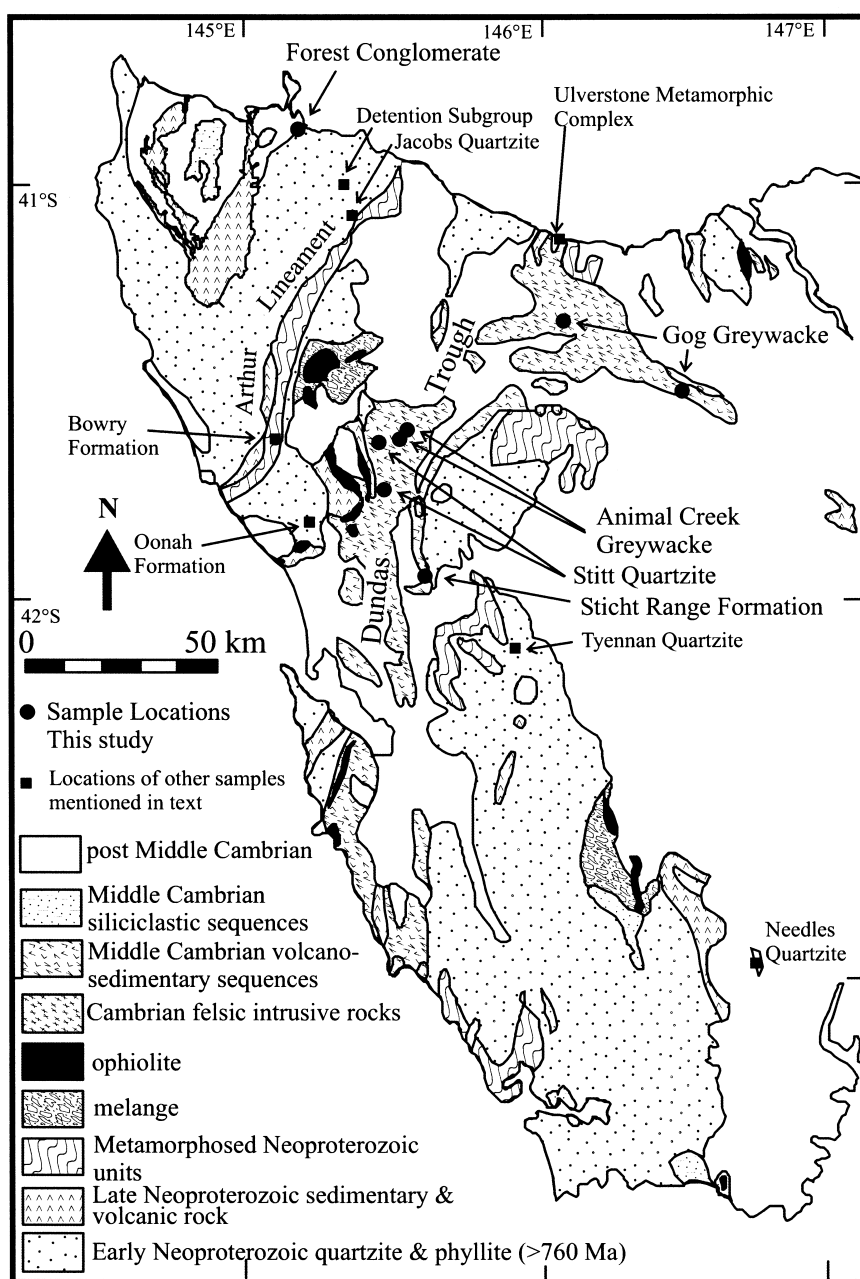 145°E
146°E
147°E
Forest Conglomerate
Detention Subgroup
Jacobs Quartzite
Ulverstone Metamorphic
Complex
41°S
Lineament
Arthur
Trough
Gog Greywacke
Bowry
Formation
N
Oonah
Formation
Animal Creek
Greywacke
Stitt Quartzite
Sticht Range Formation
Dundas
42°S
0 50 km
Tyennan Quartzite
Sample Locations
This study
Locations of other samples
mentioned in text
post Middle Cambrian
Middle Cambrian
siliciclastic sequences
Middle Cambrian volcano-
sedimentary sequences
Cambrian felsic intrusive rocks
ophiolite
melange
Metamorphosed Neoproterozoic
units
Late Neoproterozoic sedimentary &
volcanic rock
Early Neoproterozoic quartzite & phyllite (>760 Ma)
Needles
Quartzite